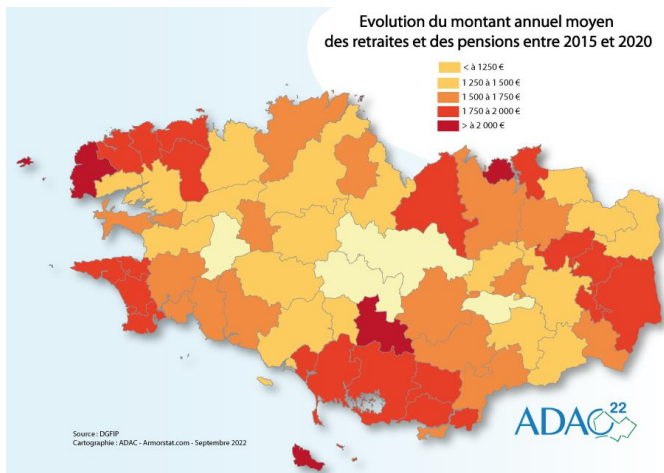 Evolution du montant annuel moyen
des retraites et des pensions entre 2015 et 2020
< à 1250 €
1 250 à 1 500 €
1 500 à 1 750 €
1 750 à 2 000 €
> à 2 000 €
Source : DGFIP
Cartographie : ADAC - Armorstat.com - Septembre 2022
ADAC 22